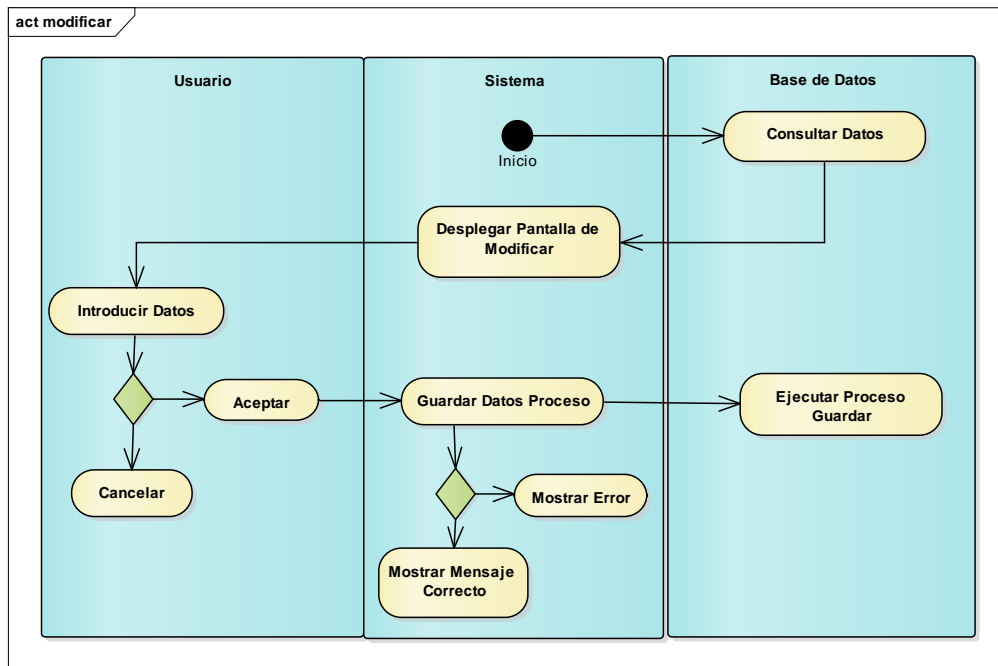 act modificar
Usuario
Sistema
Base de Datos
Inicio
Consultar Datos
Desplegar Pantalla de
Modificar
Introducir Datos
Aceptar
Guardar Datos Proceso
Ejecutar Proceso
Guardar
Cancelar
Mostrar Error
Mostrar Mensaje
Correcto